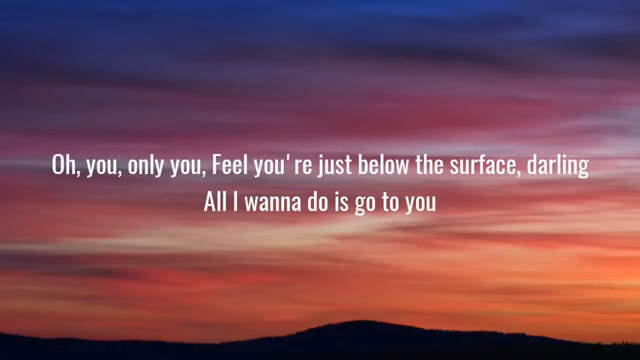 Oh, you, only you, Feel you're just below the surface, darling
All I wanna do is go to you